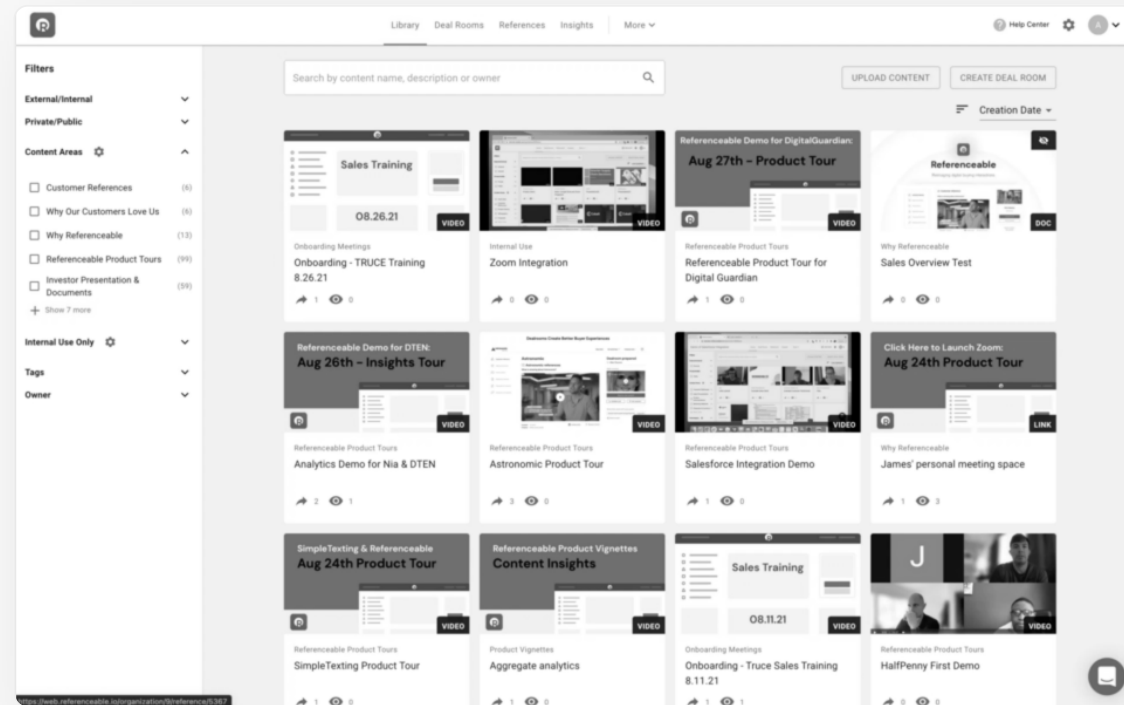 Library Deal Rooms References Insights More
Help Center
A
Filters
External/Internal
Private/Public
Content Areas
Customer References (6)
Why Our Customers Love Us (6)
Why Referenceable (13)
Referenceable Product Tours (99)
Investor Presentation & (59)
Documents
Show 7 more
Internal Use Only
Tags
Owner
Search by content name, description or owner
UPLOAD CONTENT CREATE DEAL ROOM
Creation Date
Sales Training
08.26.21
VIDEO
Onboarding Meetings
Onboarding - TRUCE Training
8.26.21
1 0
VIDEO
Internal Use
Zoom Integration
0 0
Referenceable Demo for DigitalGuardian:
Aug 27th - Product Tour
VIDEO
Referenceable Product Tours
Referenceable Product Tour for
Digital Guardian
1 0
Referenceable
DOC
Why Referenceable
Sales Overview Test
0 0
Referenceable Demo for DTEN:
Aug 26th - Insights Tour
VIDEO
Referenceable Product Tours
Analytics Demo for Nia & DTEN
2 1
VIDEO
Referenceable Product Tours
Astronomic Product Tour
3 0
VIDEO
Referenceable Product Tours
Salesforce Integration Demo
1 0
Click Here to Launch Zoom:
Aug 24th Product Tour
LINK
Why Referenceable
James' personal meeting space
1 3
SimpleTexting & Referenceable
Aug 24th Product Tour
VIDEO
Referenceable Product Tours
SimpleTexting Product Tour
1 0
Referenceable Product Vignettes
Content Insights
VIDEO
Product Vignettes
Aggregate analytics
1 0
Sales Training
08.11.21
VIDEO
Onboarding Meetings
Onboarding - Truce Sales Training
8.11.21
1 1
J
VIDEO
Referenceable Product Tours
HalfPenny First Demo
0 0
https://web.referenceable.io/organization/9/reference/5367